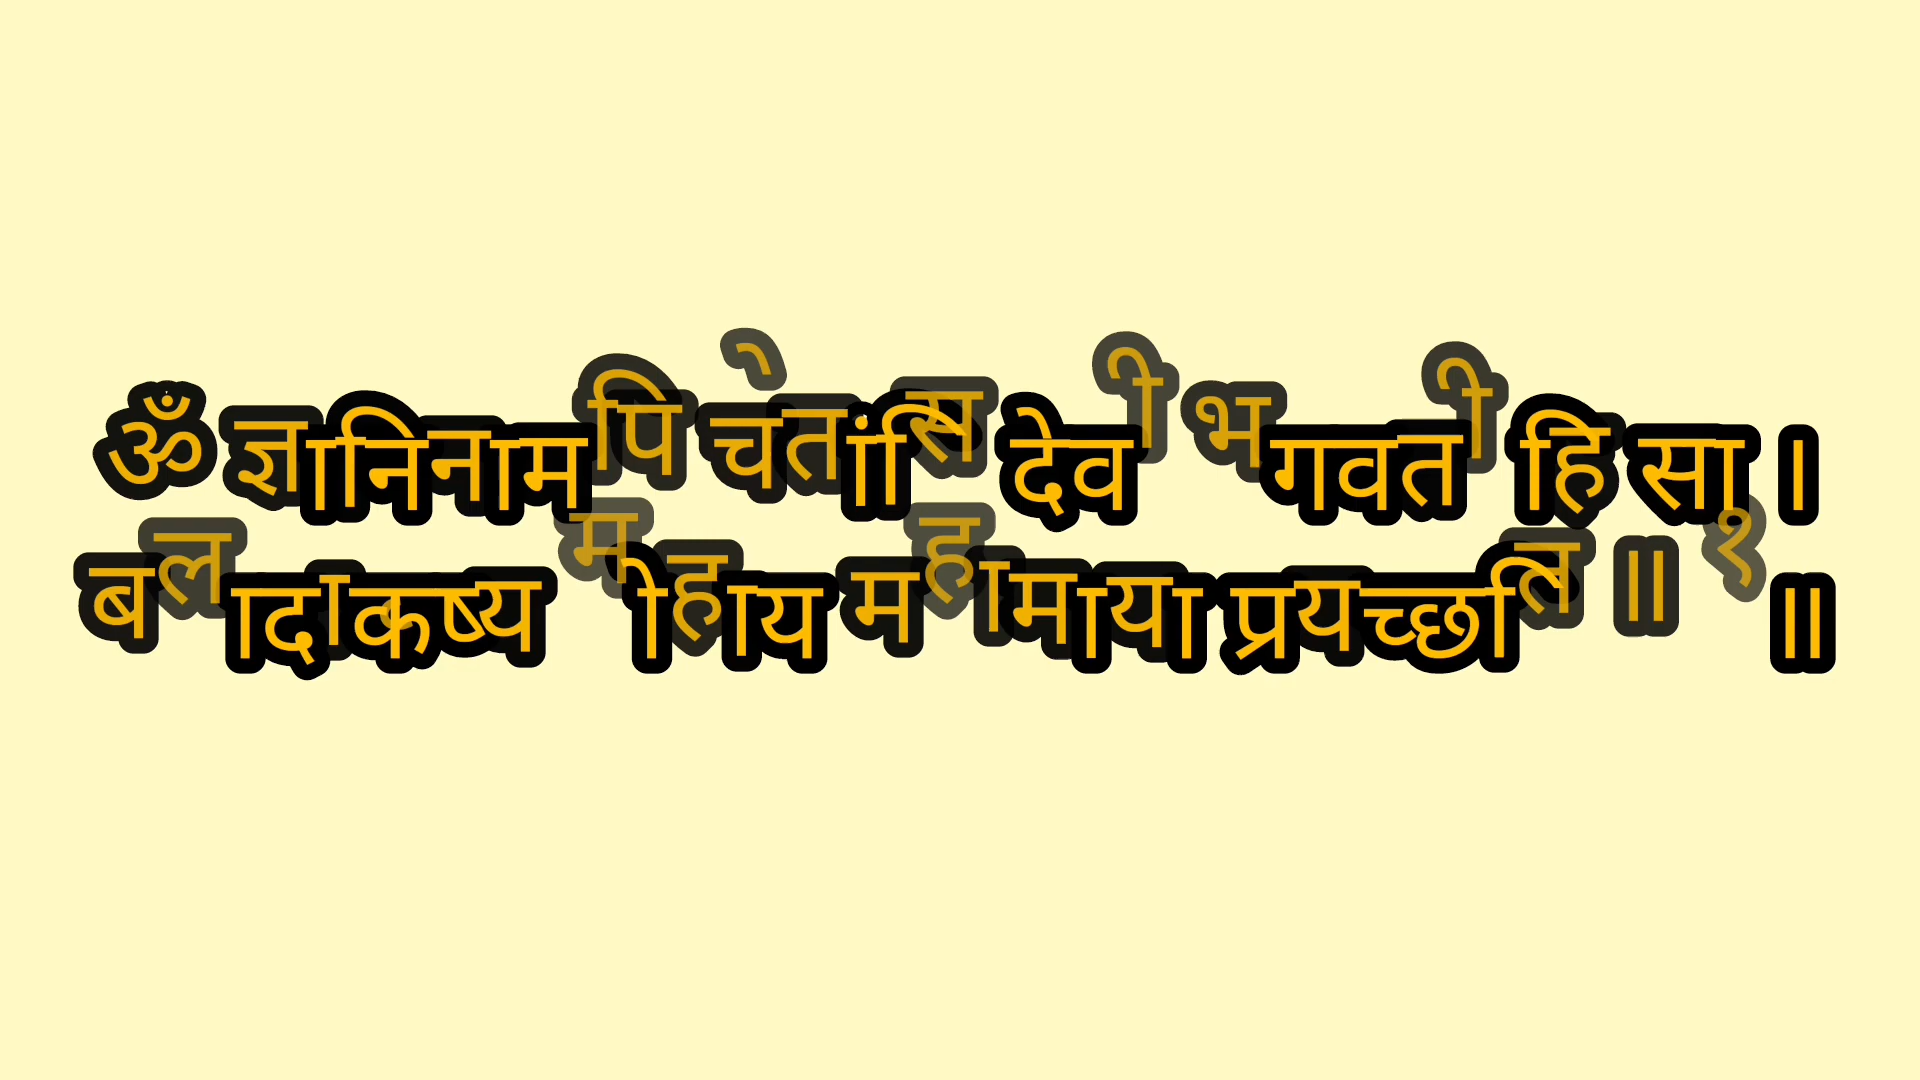 ॐ ज्ञानिनामपि चेतांसि देवी भगवती हि सा ।
बलादाकष्य मोहाय महामाया प्रयच्छति ॥ १ ॥